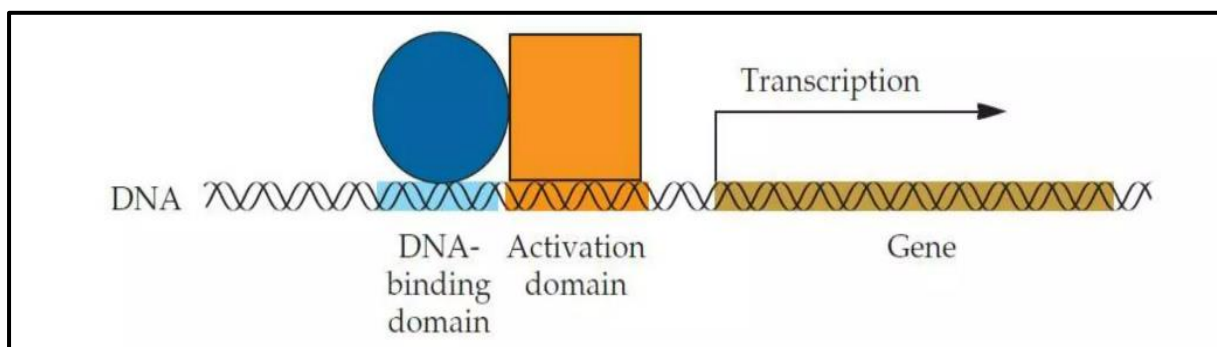 Transcription
DNA
DNA-
binding
domain
Activation
domain
Gene